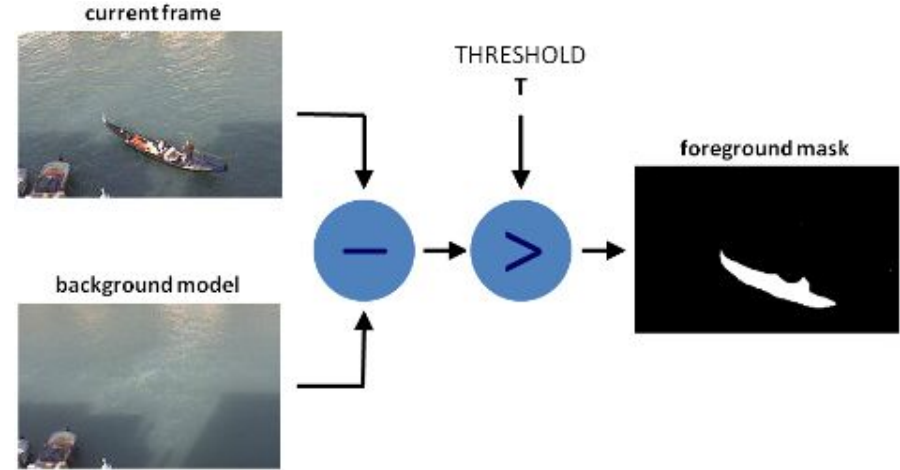 current frame
THRESHOLD
T
foreground mask
−
>
background model